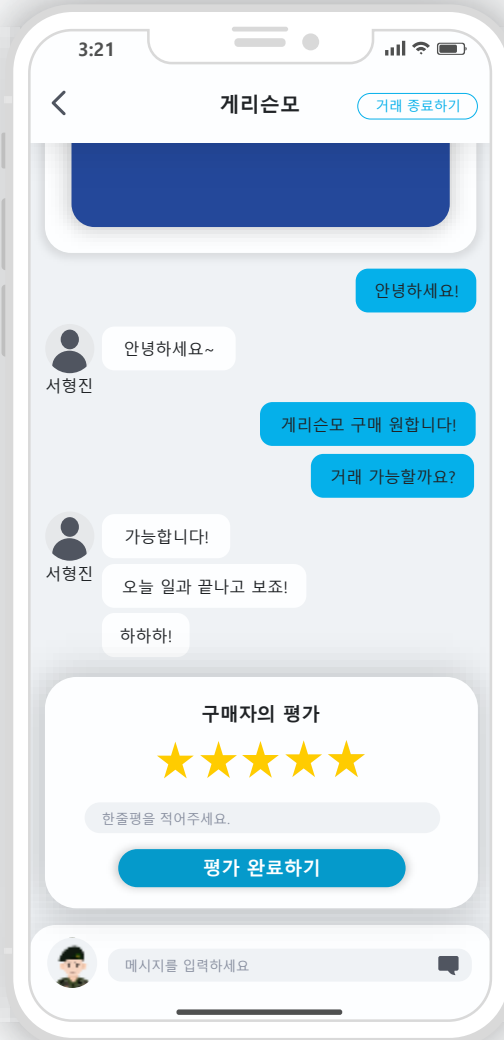 3:21
게리슨모
거래 종료하기
안녕하세요!
안녕하세요~
서형진
게리슨모 구매 원합니다!
거래 가능할까요?
가능합니다!
서형진
오늘 일과 끝나고 보죠!
하하하!
구매자의 평가
한줄평을 적어주세요.
평가 완료하기
메시지를 입력하세요